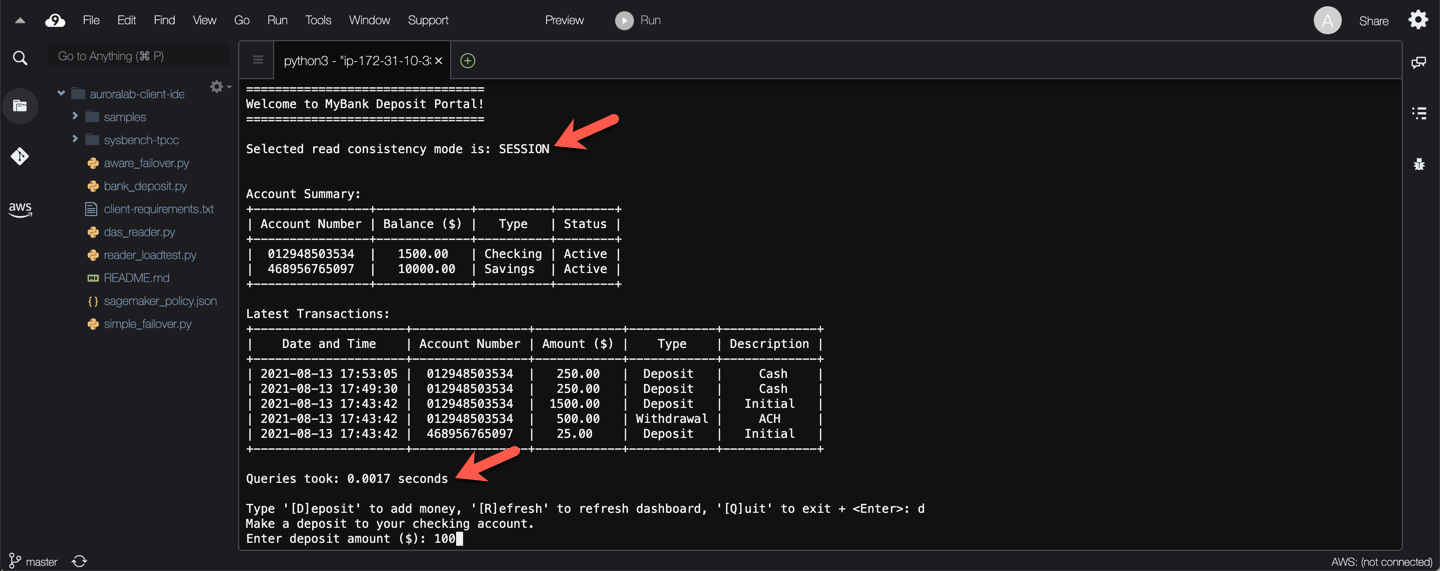 9 File Edit Find View Go Run Tools Window Support Preview Run A Share
Go to Anything (⌘ P)
python3 - "ip-172-31-10-3 ×
auroralab-client-ide
samples
sysbench-tpcc
aware_failover.py
bank_deposit.py
client-requirements.txt
das_reader.py
reader_loadtest.py
README.md
sagemaker_policy.json
simple_failover.py
aws
=================================
Welcome to MyBank Deposit Portal!
=================================
Selected read consistency mode is: SESSION
Account Summary:
+----------------+-------------+----------+--------+
| Account Number | Balance ($) | Type | Status |
+----------------+-------------+----------+--------+
| 012948503534 | 1500.00 | Checking | Active |
| 468956765097 | 10000.00 | Savings | Active |
+----------------+-------------+----------+--------+
Latest Transactions:
+---------------------+----------------+-------------+------------+-------------+
| Date and Time | Account Number | Amount ($) | Type | Description |
+---------------------+----------------+-------------+------------+-------------+
| 2021-08-13 17:53:05 | 012948503534 | 250.00 | Deposit | Cash |
| 2021-08-13 17:49:30 | 012948503534 | 250.00 | Deposit | Cash |
| 2021-08-13 17:43:42 | 012948503534 | 1500.00 | Deposit | Initial |
| 2021-08-13 17:43:42 | 012948503534 | 500.00 | Withdrawal | ACH |
| 2021-08-13 17:43:42 | 468956765097 | 25.00 | Deposit | Initial |
+---------------------+----------------+-------------+------------+-------------+
Queries took: 0.0017 seconds
Type '[D]eposit' to add money, '[R]efresh' to refresh dashboard, '[Q]uit' to exit + <Enter>: d
Make a deposit to your checking account.
Enter deposit amount ($): 100
master
AWS: (not connected)